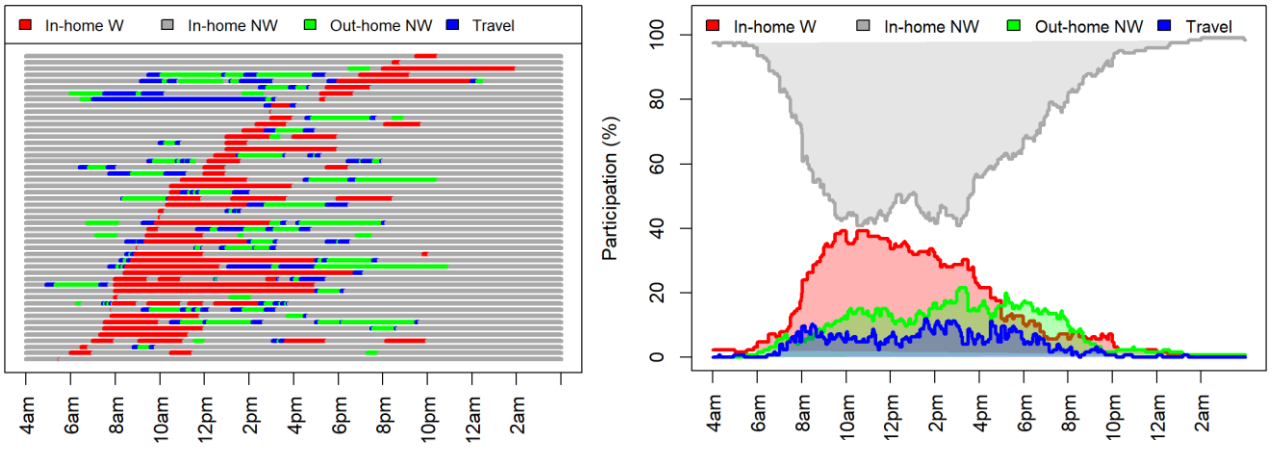 In-home W In-home NW Out-home NW Travel
4am 6am 8am 10am 12pm 2pm 4pm 6pm 8pm 10pm 12am 2am
In-home W In-home NW Out-home NW Travel
Participation (%)
100
80
60
40
20
0
4am 6am 8am 10am 12pm 2pm 4pm 6pm 8pm 10pm 12am 2am